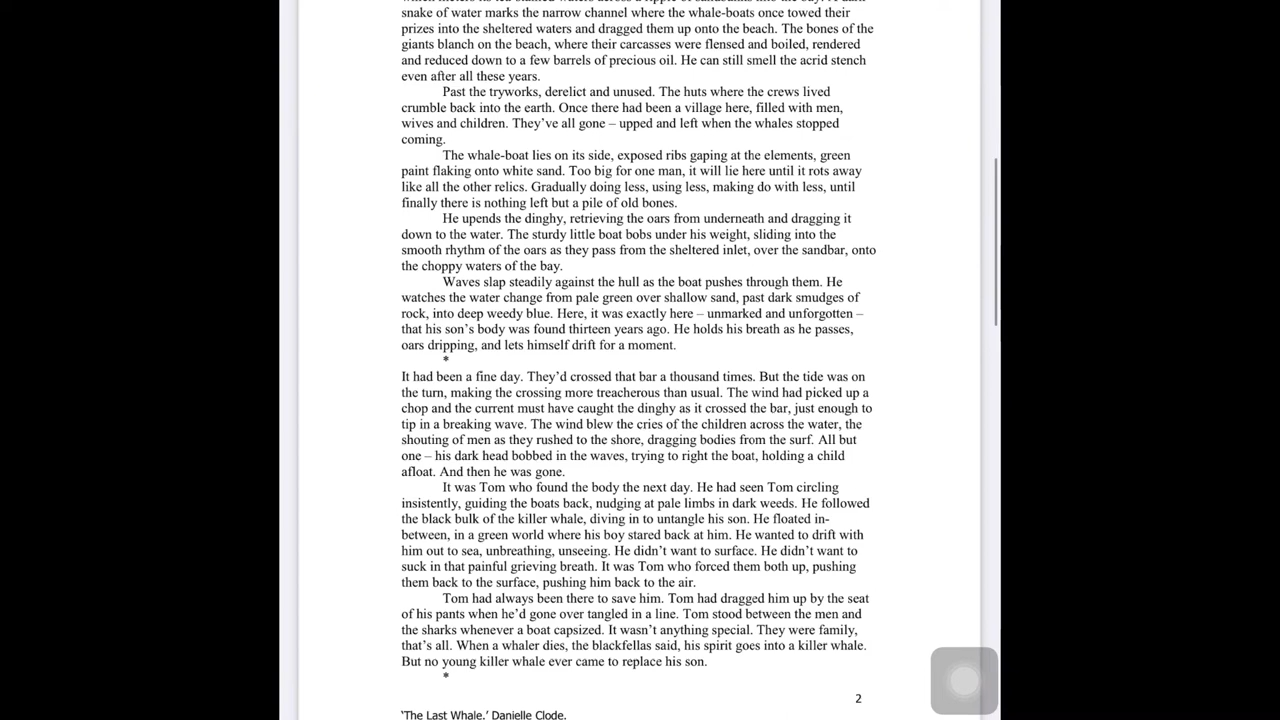 snake of water marks the narrow channel where the whale-boats once towed their
prizes into the sheltered waters and dragged them up onto the beach. The bones of the
giants blanch on the beach, where their carcasses were flensed and boiled, rendered
and reduced down to a few barrels of precious oil. He can still smell the acrid stench
even after all these years.
Past the tryworks, derelict and unused. The huts where the crews lived
crumble back into the earth. Once there had been a village here, filled with men,
wives and children. They’ve all gone – upped and left when the whales stopped
coming.
The whale-boat lies on its side, exposed ribs gaping at the elements, green
paint flaking onto white sand. Too big for one man, it will lie here until it rots away
like all the other relics. Gradually doing less, using less, making do with less, until
finally there is nothing left but a pile of old bones.
He upends the dinghy, retrieving the oars from underneath and dragging it
down to the water. The sturdy little boat bobs under his weight, sliding into the
smooth rhythm of the oars as they pass from the sheltered inlet, over the sandbar, onto
the choppy waters of the bay.
Waves slap steadily against the hull as the boat pushes through them. He
watches the water change from pale green over shallow sand, past dark smudges of
rock, into deep weedy blue. Here, it was exactly here – unmarked and unforgotten –
that his son’s body was found thirteen years ago. He holds his breath as he passes,
oars dripping, and lets himself drift for a moment.
*
It had been a fine day. They’d crossed that bar a thousand times. But the tide was on
the turn, making the crossing more treacherous than usual. The wind had picked up a
chop and the current must have caught the dinghy as it crossed the bar, just enough to
tip in a breaking wave. The wind blew the cries of the children across the water, the
shouting of men as they rushed to the shore, dragging bodies from the surf. All but
one – his dark head bobbed in the waves, trying to right the boat, holding a child
afloat. And then he was gone.
It was Tom who found the body the next day. He had seen Tom circling
insistently, guiding the boats back, nudging at pale limbs in dark weeds. He followed
the black bulk of the killer whale, diving in to untangle his son. He floated in-
between, in a green world where his boy stared back at him. He wanted to drift with
him out to sea, unbreathing, unseeing. He didn’t want to surface. He didn’t want to
suck in that painful grieving breath. It was Tom who forced them both up, pushing
them back to the surface, pushing him back to the air.
Tom had always been there to save him. Tom had dragged him up by the seat
of his pants when he’d gone over tangled in a line. Tom stood between the men and
the sharks whenever a boat capsized. It wasn’t anything special. They were family,
that’s all. When a whaler dies, the blackfellas said, his spirit goes into a killer whale.
But no young killer whale ever came to replace his son.
*
2
‘The Last Whale.’ Danielle Clode.